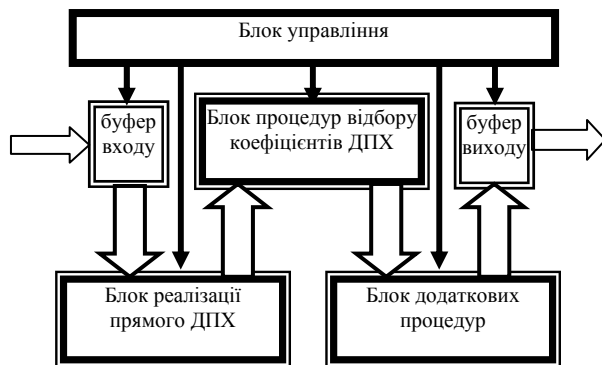 Блок управління
буфер
входу
Блок процедур відбору
коефіцієнтів ДПХ
буфер
виходу
Блок реалізації
прямого ДПХ
Блок додаткових
процедур